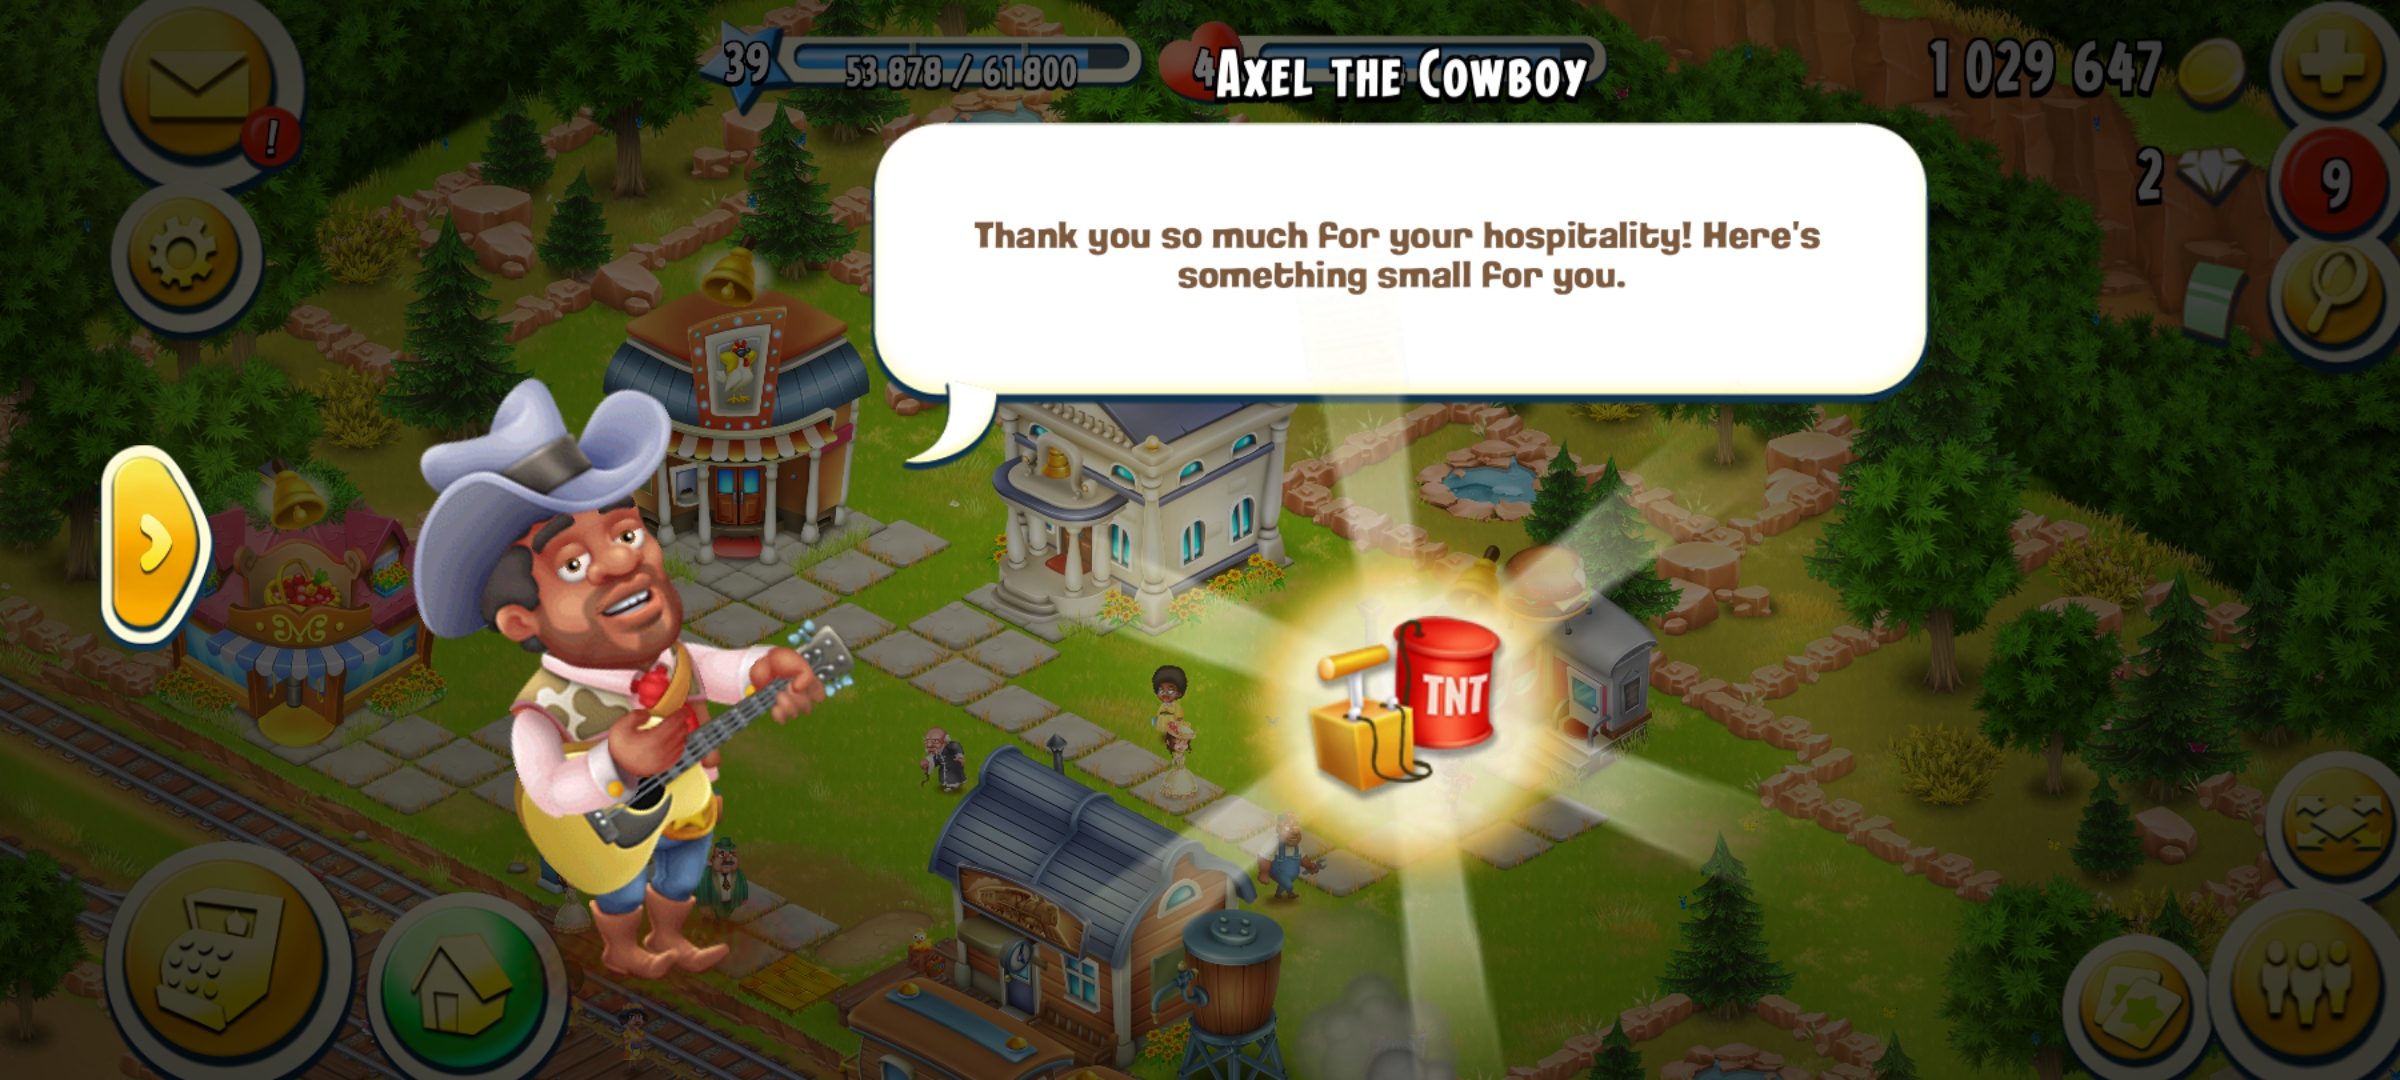 39
53 878 / 61 800
4
AXEL THE COWBOY
1 029 647
!
2
9
Thank you so much for your hospitality! Here's
something small for you.
TNT